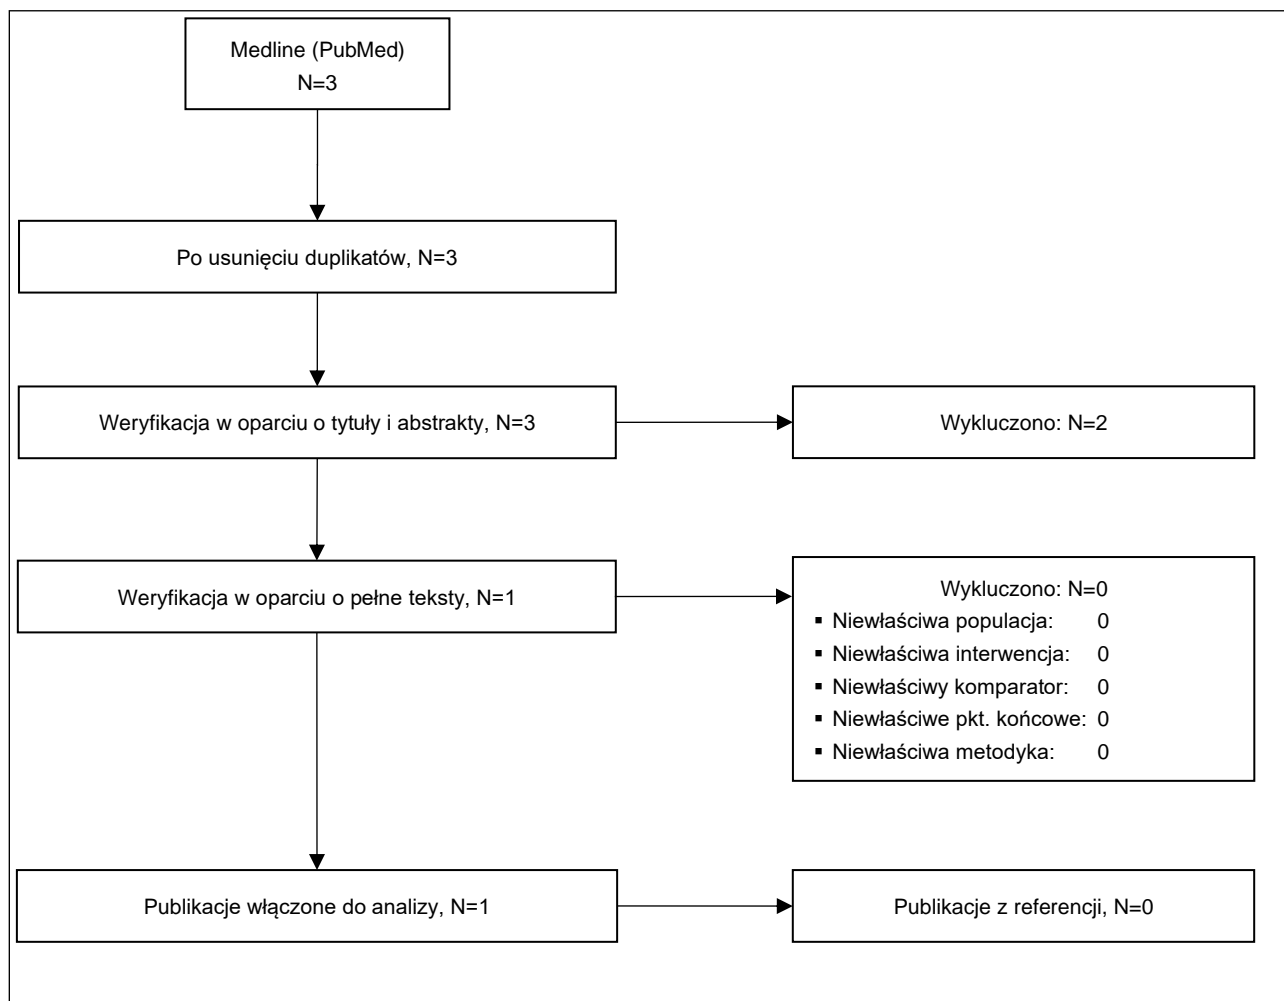 Medline (PubMed)
N=3
Po usunięciu duplikatów, N=3
Weryfikacja w oparciu o tytuły i abstrakty, N=3
Wykluczono: N=2
Weryfikacja w oparciu o pełne teksty, N=1
Wykluczono: N=0
▪ Niewłaściwa populacja: 0
▪ Niewłaściwa interwencja: 0
▪ Niewłaściwy komparator: 0
▪ Niewłaściwe pkt. końcowe: 0
▪ Niewłaściwa metodyka: 0
Publikacje włączone do analizy, N=1
Publikacje z referencji, N=0